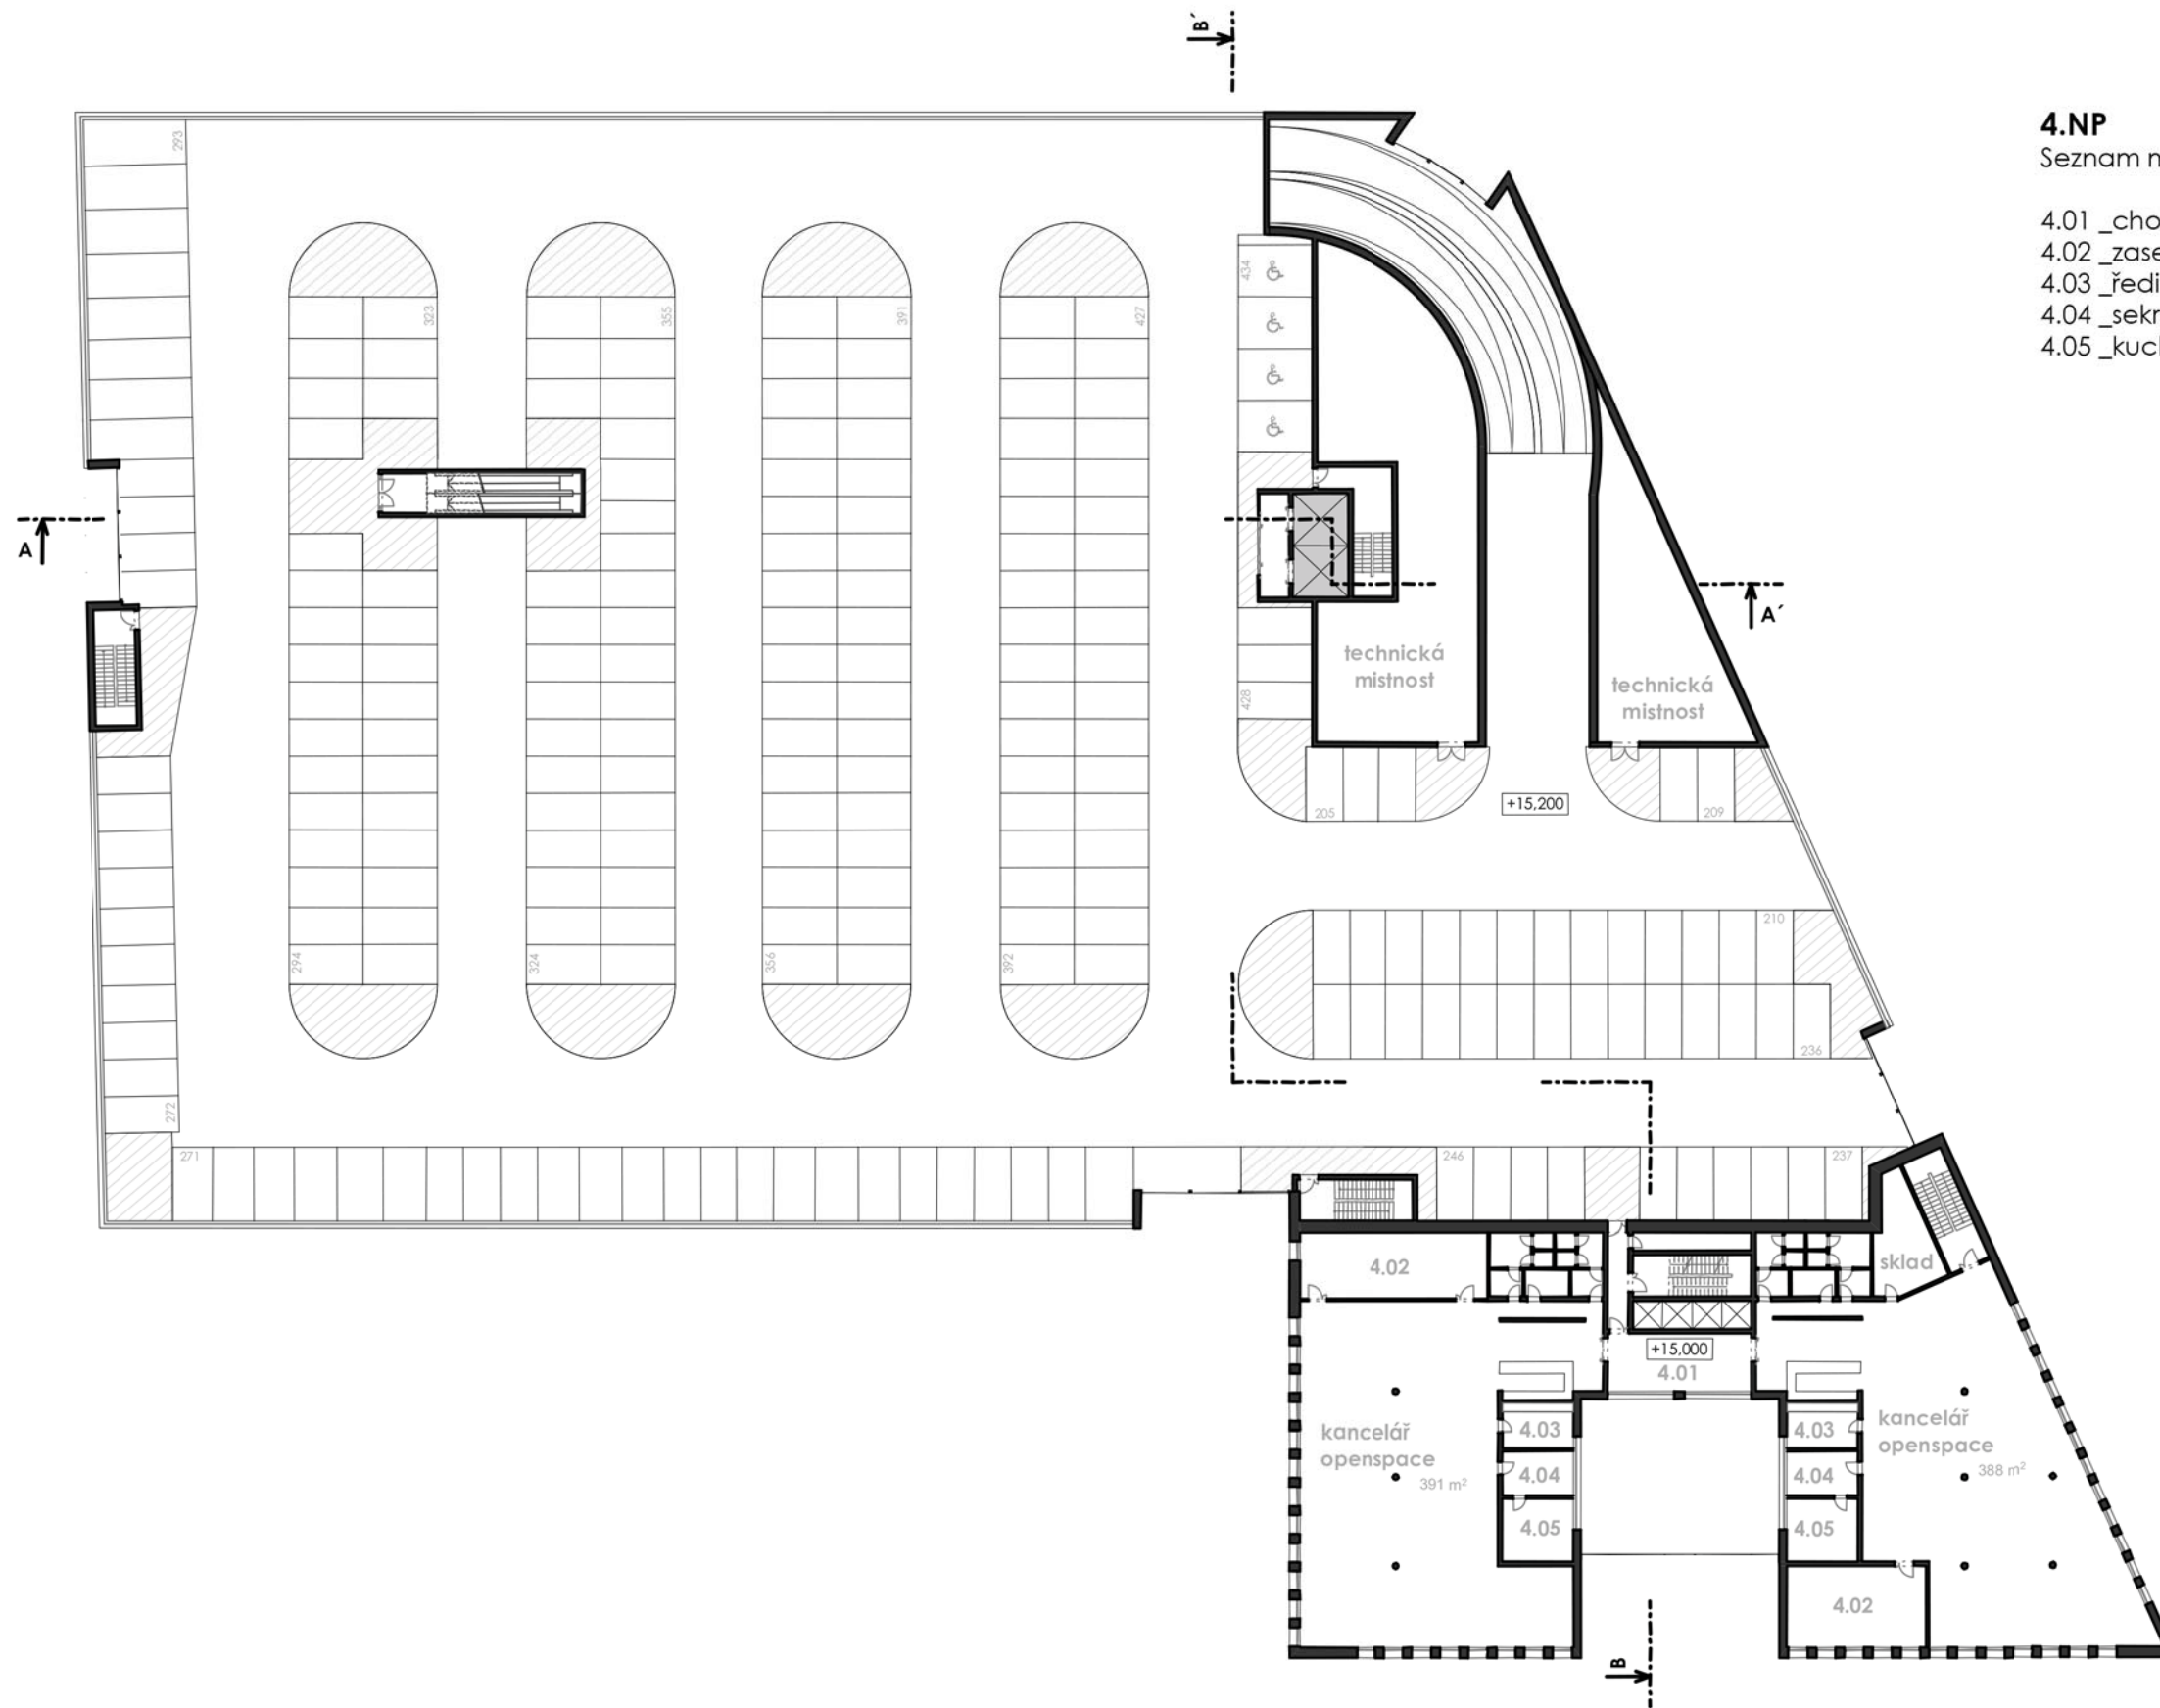 B´
4.NP
Seznam m
4.01 _cho
4.02 _zase
4.03 _ředi
4.04 _sekr
4.05 _kucl
293
323
355
391
427
434
A
A´
technická
mistnost
technická
mistnost
428
205
+15,200
209
210
294
324
356
392
236
272
271
246
237
4.02
sklad
+15,000
4.01
kancelář
openspace
391 m²
4.03
4.04
4.05
4.03
4.04
4.05
kancelář
openspace
388 m²
4.02
B